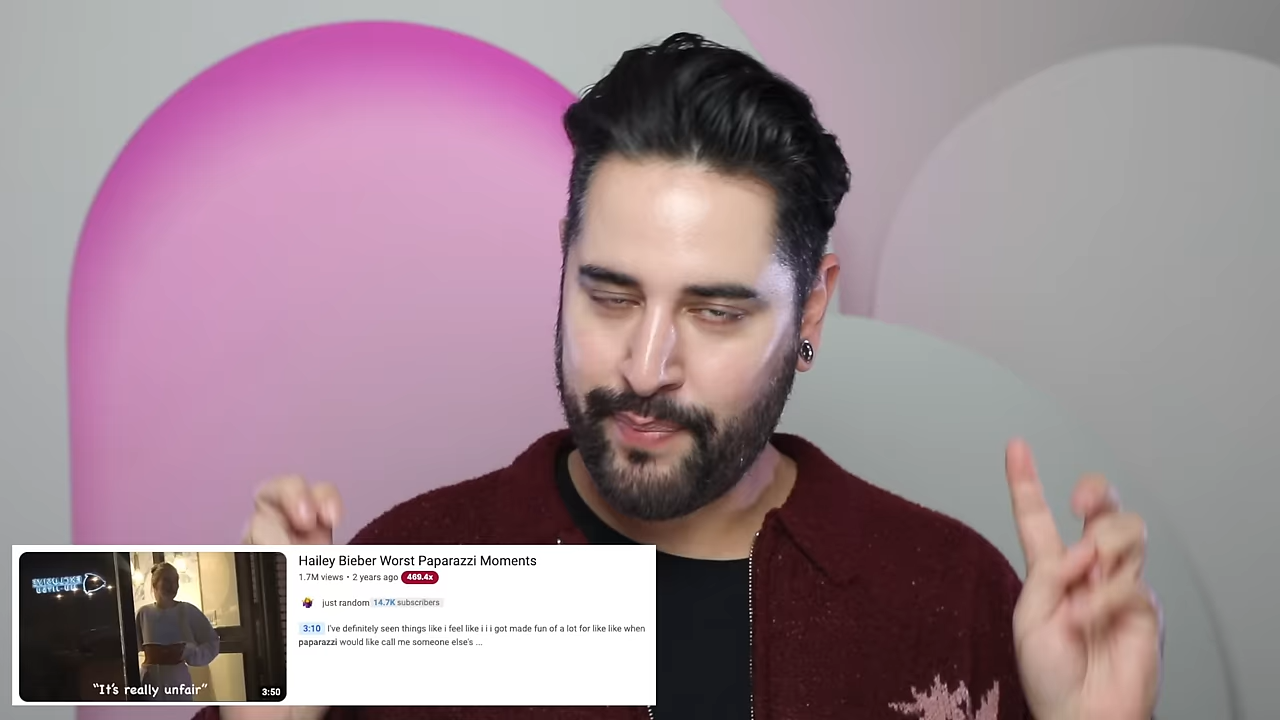 Hailey Bieber Worst Paparazzi Moments
1.7M views • 2 years ago 469.4x
just random 14.7K subscribers
3:10 I've definitely seen things like i feel like i i i got made fun of a lot for like like when
paparazzi would like call me someone else's ...
"It's really unfair"
3:50